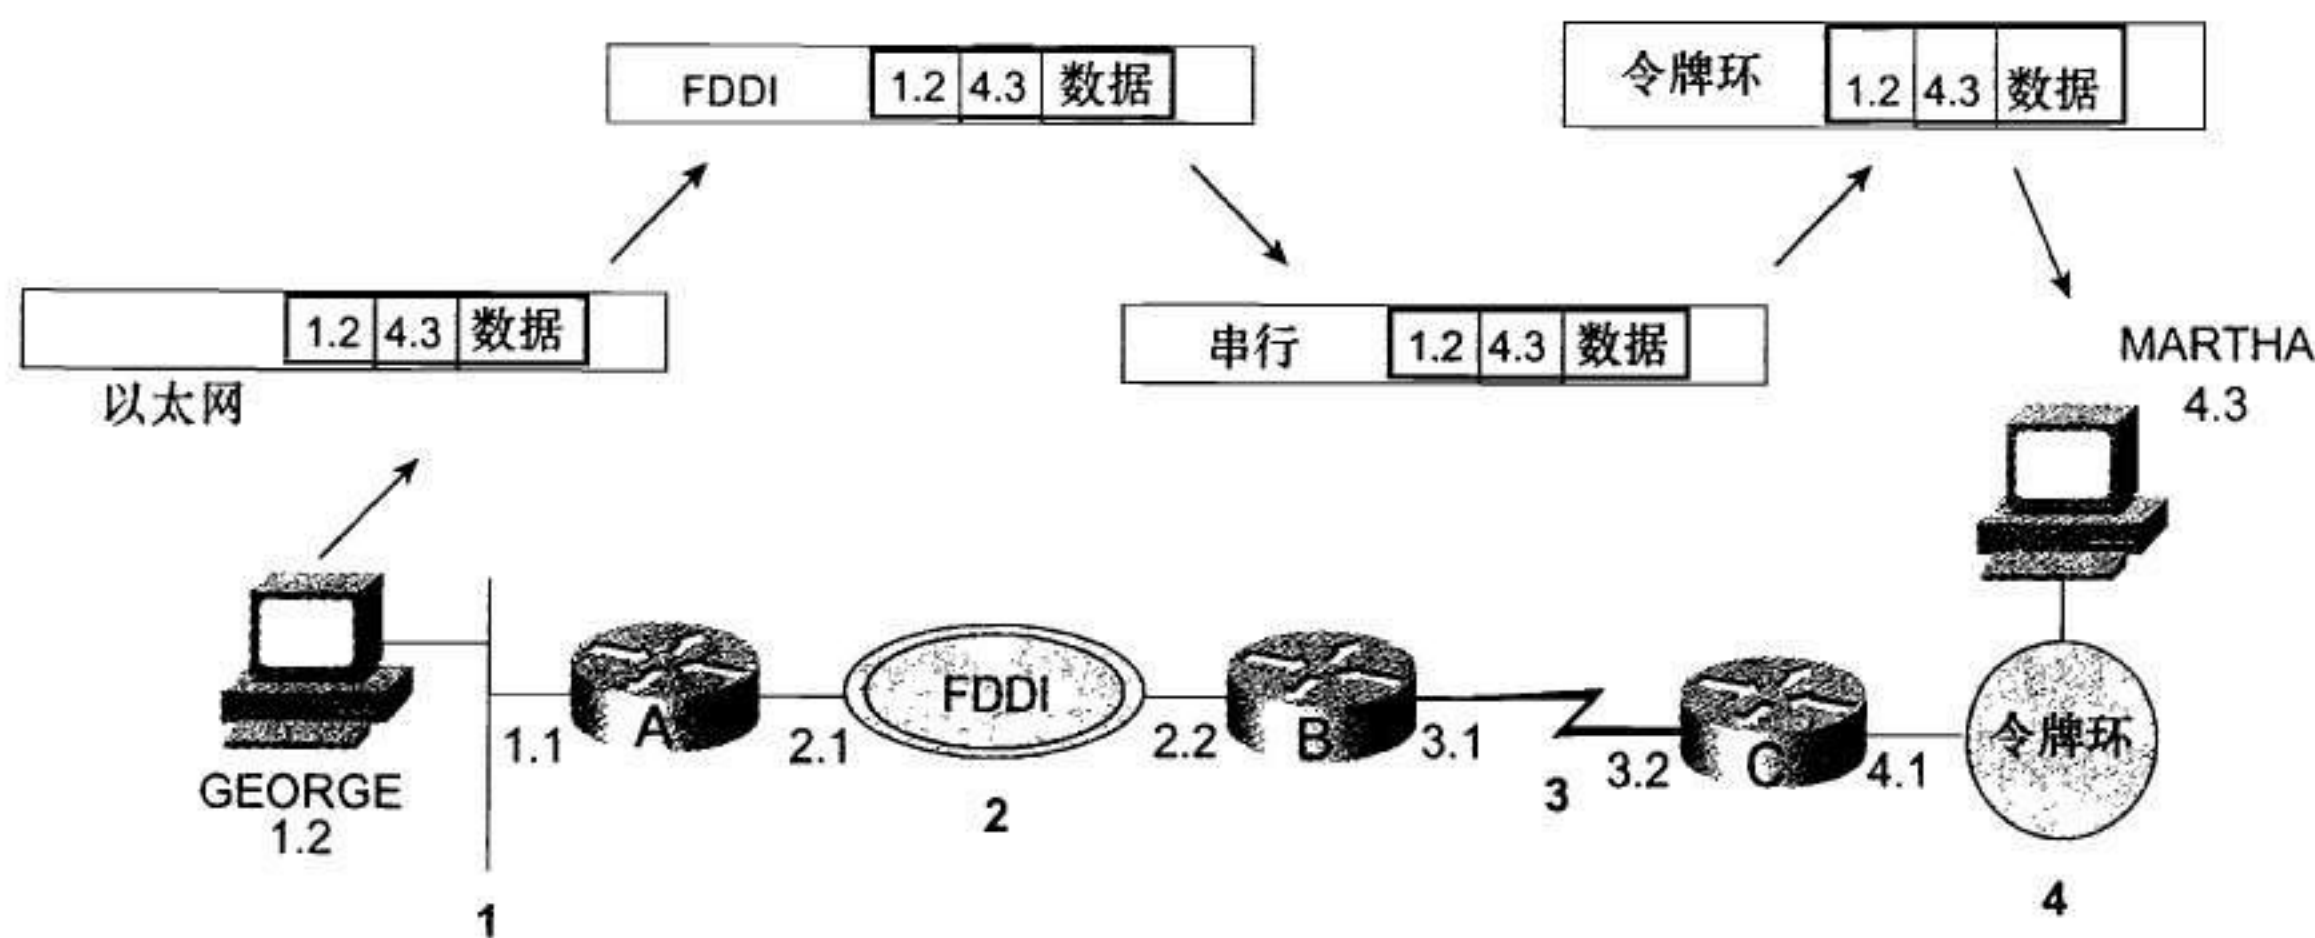 FDDI 1.2 4.3 数据
令牌环 1.2 4.3 数据
1.2 4.3 数据
以太网
串行 1.2 4.3 数据
MARTHA
4.3
GEORGE
1.2
1.1
A
2.1
FDDI
2.2
B
3.1
3.2
C
4.1
令牌环
1
2
3
4